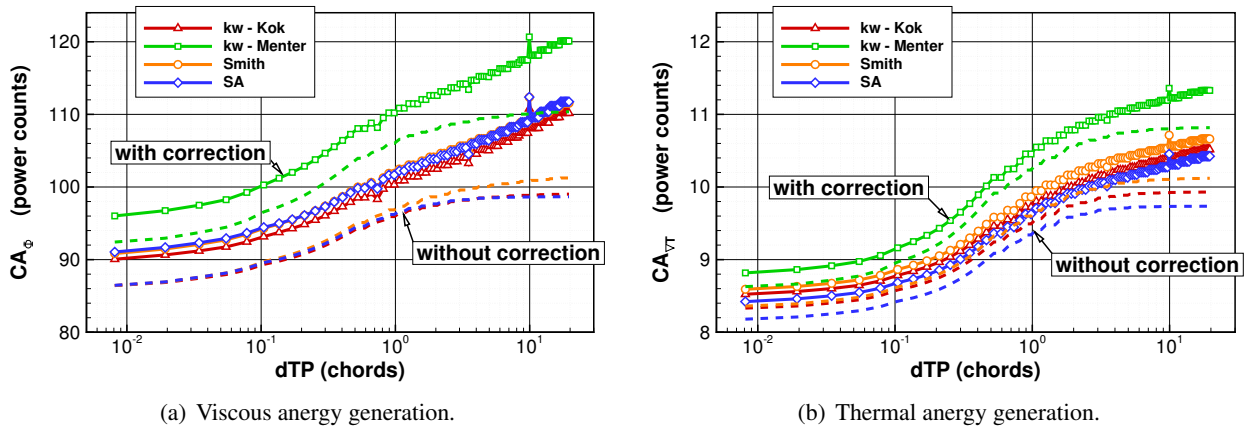 kw - Kok
kw - Menter
Smith
SA
120
110
100
90
80
CA_Φ (power counts)
with correction
without correction
10^-2
10^-1
10^0
10^1
dTP (chords)
(a) Viscous anergy generation.
kw - Kok
kw - Menter
Smith
SA
12
11
10
9
8
CA_∇T (power counts)
with correction
without correction
10^-2
10^-1
10^0
10^1
dTP (chords)
(b) Thermal anergy generation.